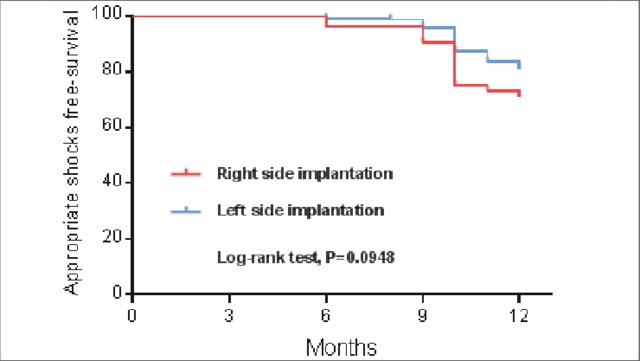 Appropriate shocks free-survival
100
80
60
40
20
0
Right side implantation
Left side implantation
Log-rank test, P=0.0948
0 3 6 9 12
Months